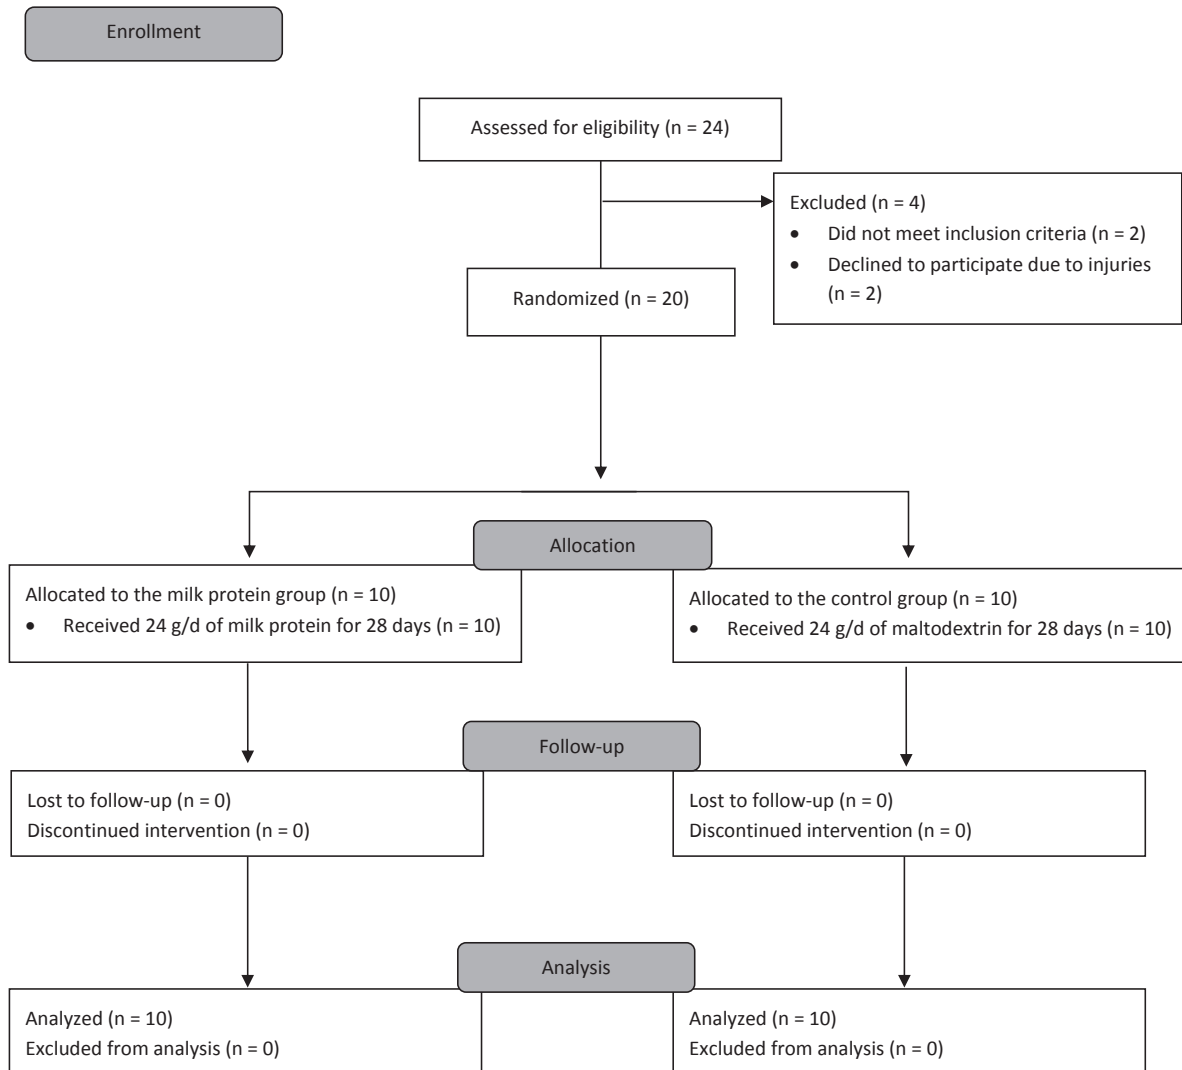 Enrollment
Assessed for eligibility (n = 24)
Excluded (n = 4)
• Did not meet inclusion criteria (n = 2)
• Declined to participate due to injuries
(n = 2)
Randomized (n = 20)
Allocation
Allocated to the milk protein group (n = 10)
• Received 24 g/d of milk protein for 28 days (n = 10)
Allocated to the control group (n = 10)
• Received 24 g/d of maltodextrin for 28 days (n = 10)
Follow-up
Lost to follow-up (n = 0)
Discontinued intervention (n = 0)
Lost to follow-up (n = 0)
Discontinued intervention (n = 0)
Analysis
Analyzed (n = 10)
Excluded from analysis (n = 0)
Analyzed (n = 10)
Excluded from analysis (n = 0)